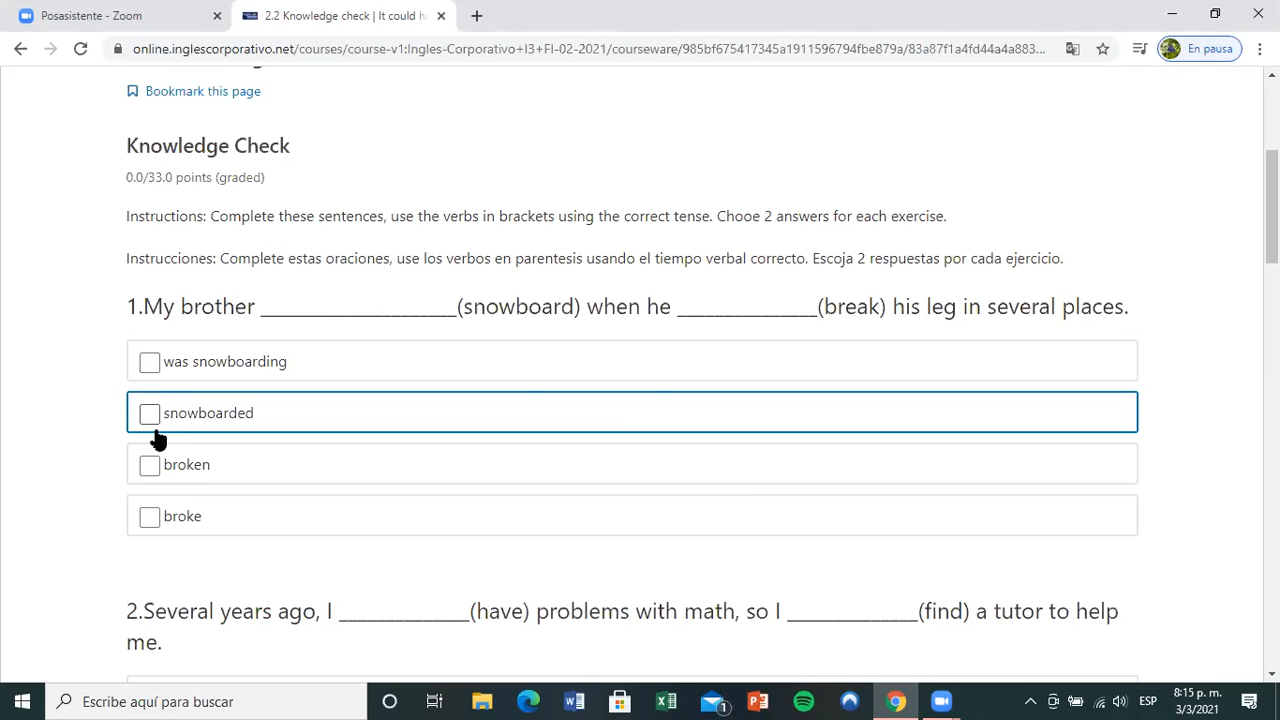 Posasistente - Zoom
2.2 Knowledge check | It could ha
online.inglescorporativo.net/courses/course-v1:Ingles-Corporativo+I3+FI-02-2021/courseware/985bf675417345a1911596794fbe879a/83a87f1a4fd44a4a883...
En pausa
Bookmark this page
Knowledge Check
0.0/33.0 points (graded)
Instructions: Complete these sentences, use the verbs in brackets using the correct tense. Chooe 2 answers for each exercise.
Instrucciones: Complete estas oraciones, use los verbos en parentesis usando el tiempo verbal correcto. Escoja 2 respuestas por cada ejercicio.
1.My brother ___________________(snowboard) when he ______________(break) his leg in several places.
was snowboarding
snowboarded
broken
broke
2.Several years ago, I _____________(have) problems with math, so I _____________(find) a tutor to help
me.
Escribe aquí para buscar
1
ESP
8:15 p. m.
3/3/2021